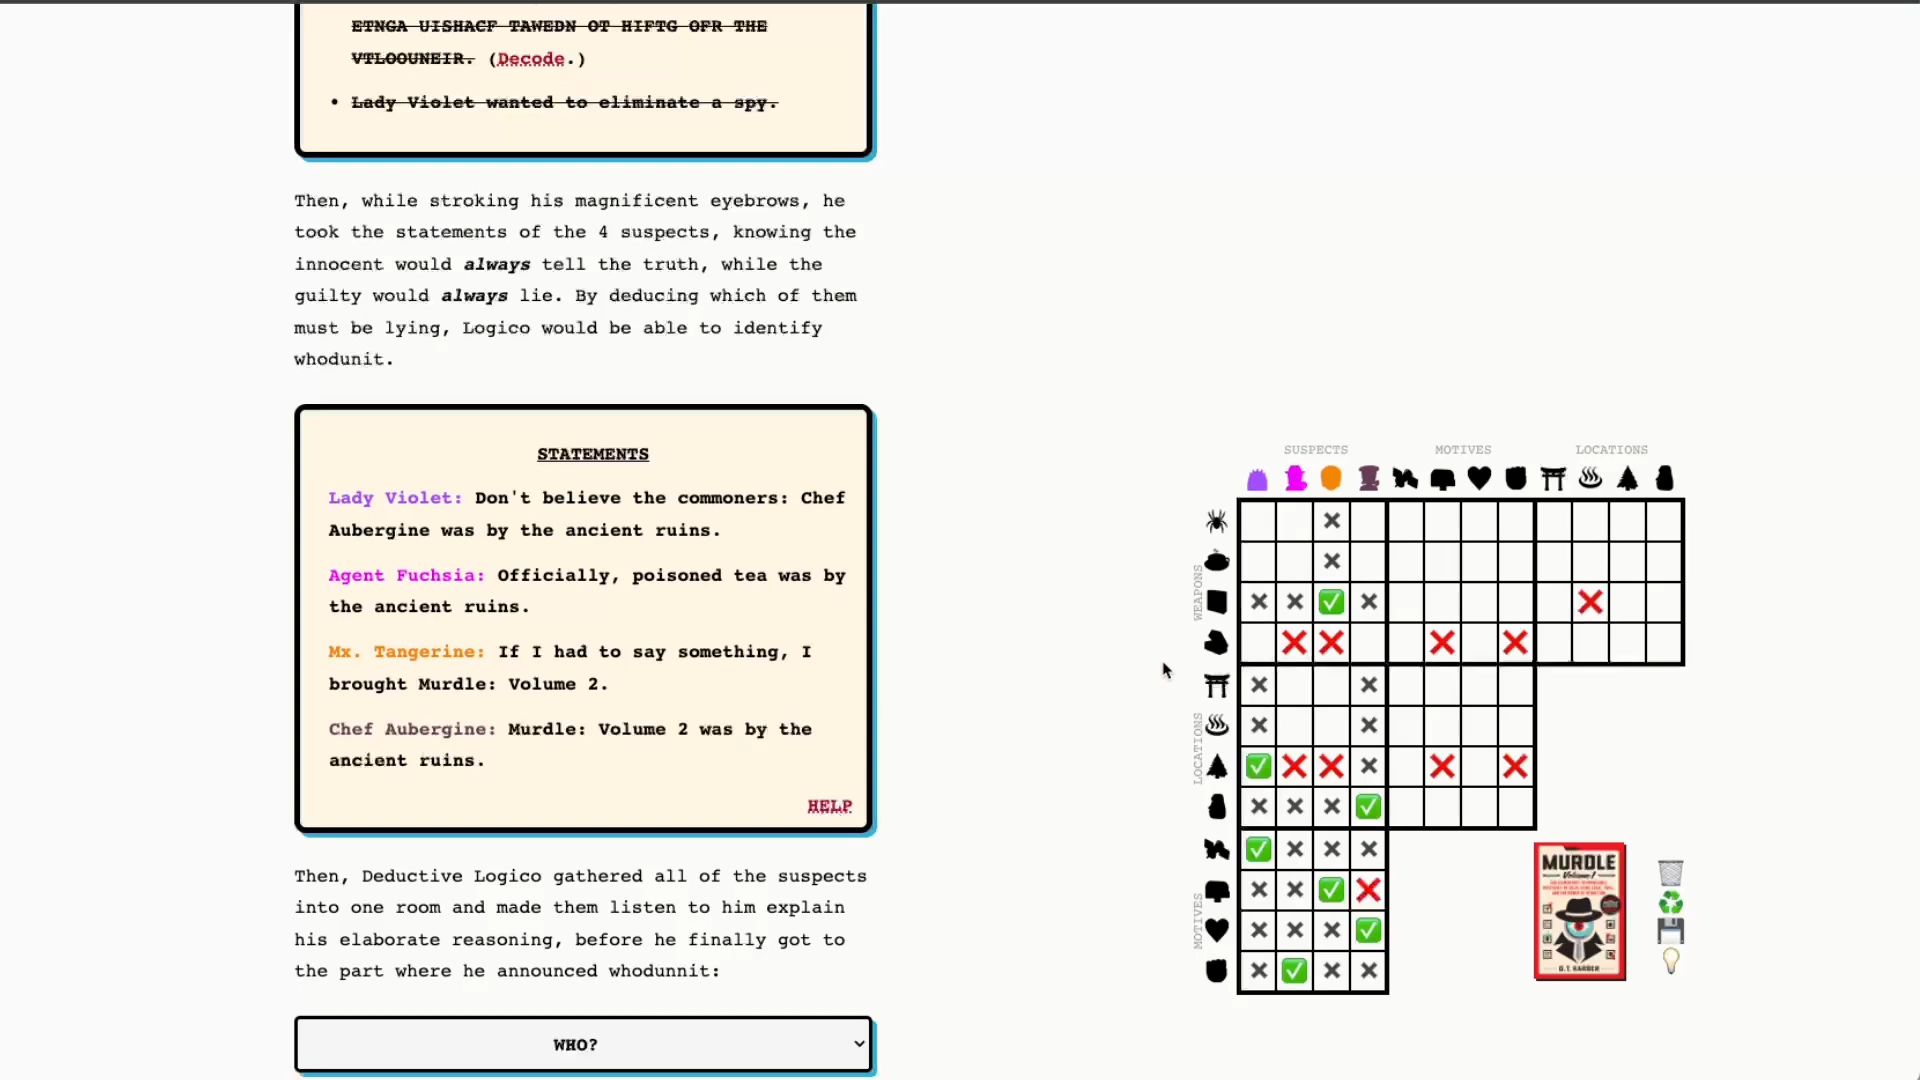 ETNGA UISHACF TAWEDN OT HIFTG OFR THE
VTLOOUNEIR. (Decode.)
• Lady Violet wanted to eliminate a spy.
Then, while stroking his magnificent eyebrows, he
took the statements of the 4 suspects, knowing the
innocent would always tell the truth, while the
guilty would always lie. By deducing which of them
must be lying, Logico would be able to identify
whodunit.
STATEMENTS
Lady Violet: Don't believe the commoners: Chef
Aubergine was by the ancient ruins.
Agent Fuchsia: Officially, poisoned tea was by
the ancient ruins.
Mx. Tangerine: If I had to say something, I
brought Murdle: Volume 2.
Chef Aubergine: Murdle: Volume 2 was by the
ancient ruins.
HELP
Then, Deductive Logico gathered all of the suspects
into one room and made them listen to him explain
his elaborate reasoning, before he finally got to
the part where he announced whodunnit:
WHO?
SUSPECTS
MOTIVES
LOCATIONS
WEAPONS
LOCATIONS
MOTIVES
MURDLE
Volume 1
G.T. KARBER